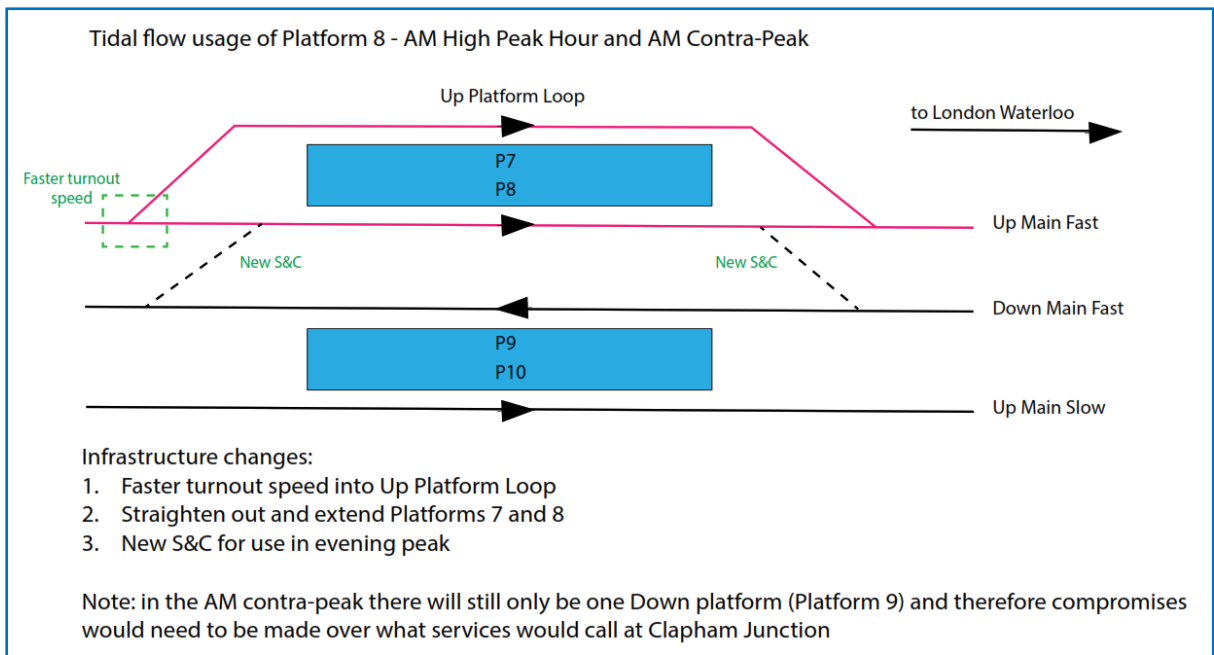 Tidal flow usage of Platform 8 - AM High Peak Hour and AM Contra-Peak
Up Platform Loop
to London Waterloo
P7
Faster turnout
speed
P8
Up Main Fast
New S&C
New S&C
Down Main Fast
P9
P10
Up Main Slow
Infrastructure changes:
1. Faster turnout speed into Up Platform Loop
2. Straighten out and extend Platforms 7 and 8
3. New S&C for use in evening peak
Note: in the AM contra-peak there will still only be one Down platform (Platform 9) and therefore compromises
would need to be made over what services would call at Clapham Junction